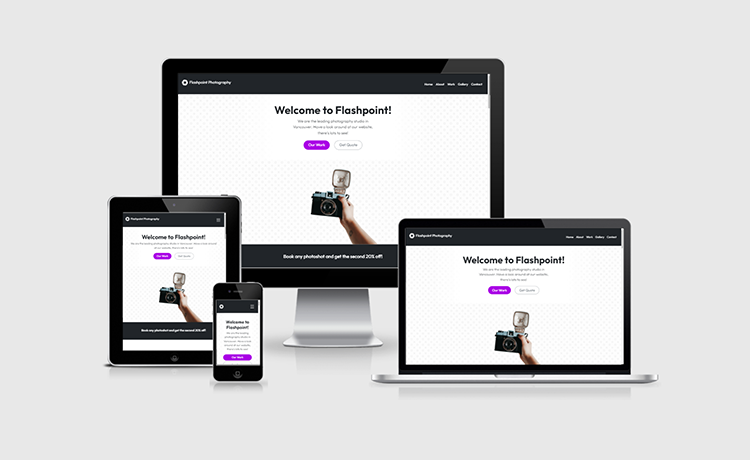 Flashpoint Photography
Home About Work Gallery Contact
Welcome to Flashpoint!
We are the leading photography studio in
Vancouver. Have a look around at our website,
there's lots to see!
Our Work Get Quote
Book any photoshot and get the second 20% off!
Flashpoint Photography
Welcome to Flashpoint!
We are the leading photography studio in
Vancouver. Have a look around at our
website, there's lots to see!
Our Work Get Quote
Book any photoshot and get the second 20% off!
Welcome to
Flashpoint!
We are the leading
photography studio in
Vancouver. Have a look
around at our website,
there's lots to see!
Our Work
Flashpoint Photography
Home About Work Gallery Contact
Welcome to Flashpoint!
We are the leading photography studio in
Vancouver. Have a look around at our website,
there's lots to see!
Our Work Get Quote